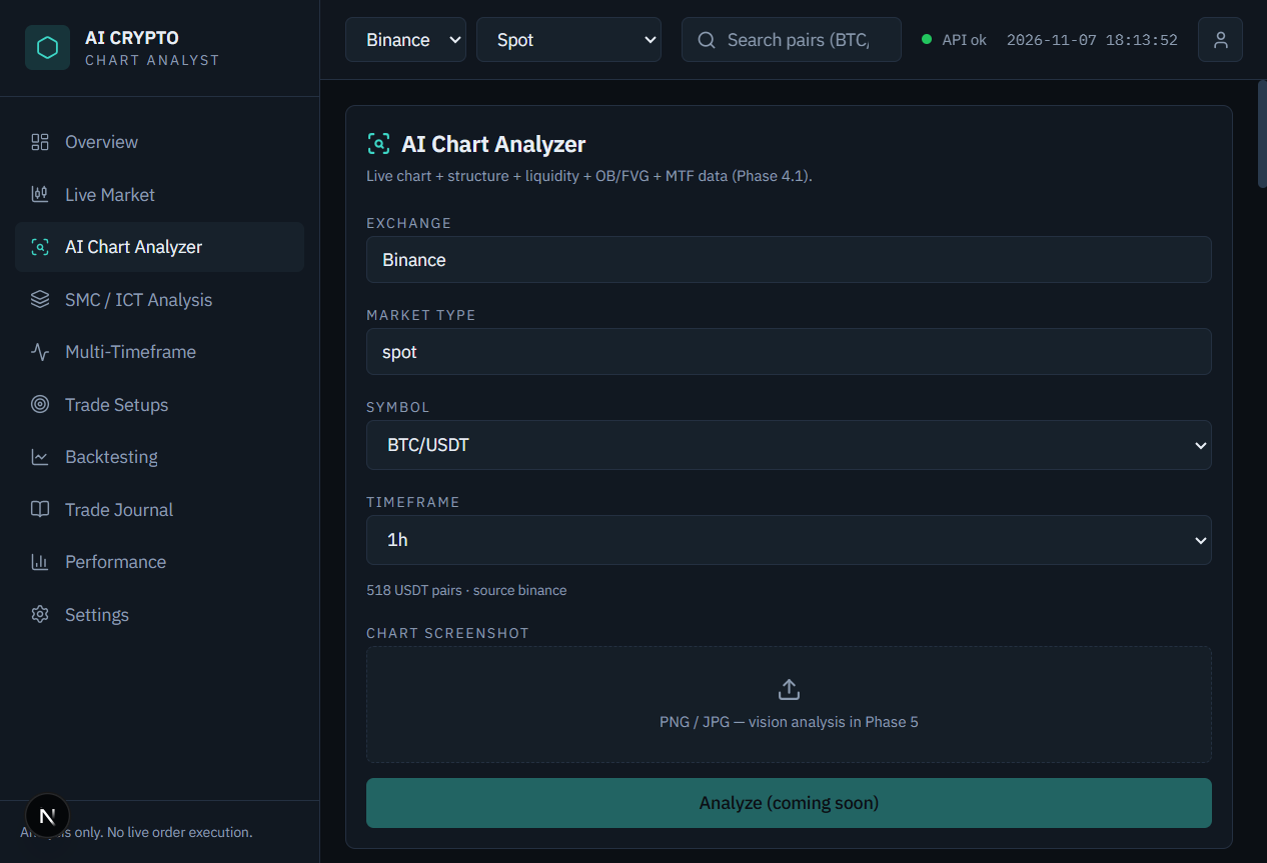 AI CRYPTO
CHART ANALYST
Binance
Spot
Search pairs (BTC,
API ok
2026-11-07 18:13:52
Overview
Live Market
AI Chart Analyzer
SMC / ICT Analysis
Multi-Timeframe
Trade Setups
Backtesting
Trade Journal
Performance
Settings
N
only. No live order execution.
AI Chart Analyzer
Live chart + structure + liquidity + OB/FVG + MTF data (Phase 4.1).
EXCHANGE
Binance
MARKET TYPE
spot
SYMBOL
BTC/USDT
TIMEFRAME
1h
518 USDT pairs · source binance
CHART SCREENSHOT
PNG / JPG — vision analysis in Phase 5
Analyze (coming soon)